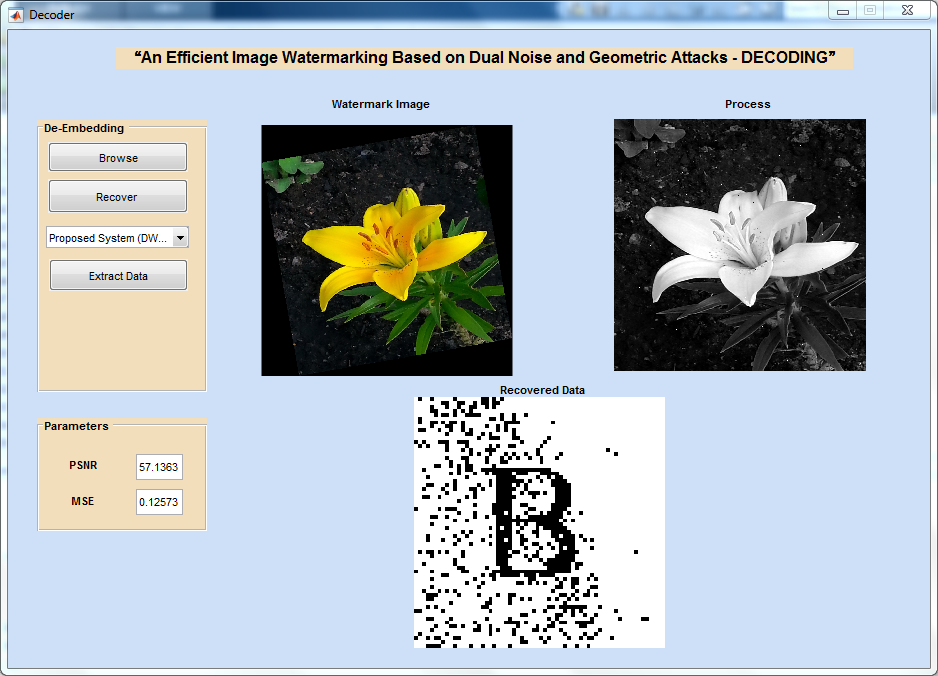 Decoder
“An Efficient Image Watermarking Based on Dual Noise and Geometric Attacks - DECODING”
Watermark Image
Process
De-Embedding
Browse
Recover
Proposed System (DW...
Extract Data
Recovered Data
B
Parameters
PSNR 57.1363
MSE 0.12573